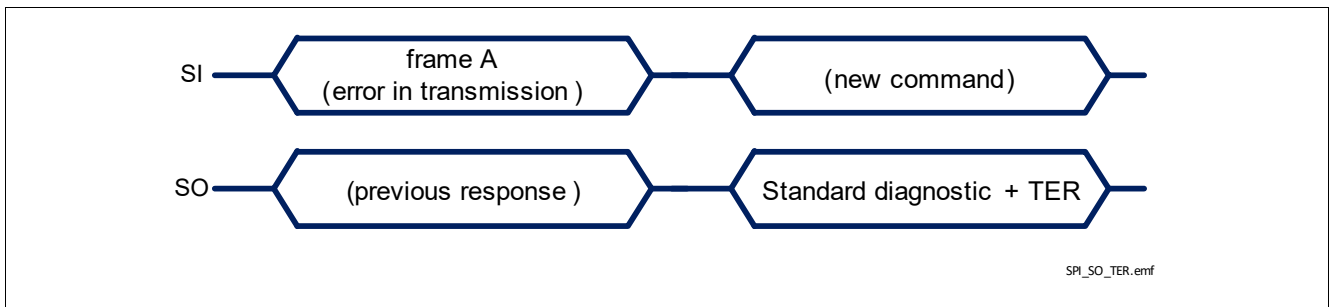 SI
frame A
(error in transmission )
(new command)
SO
(previous response )
Standard diagnostic + TER
SPI_SO_TER.emf